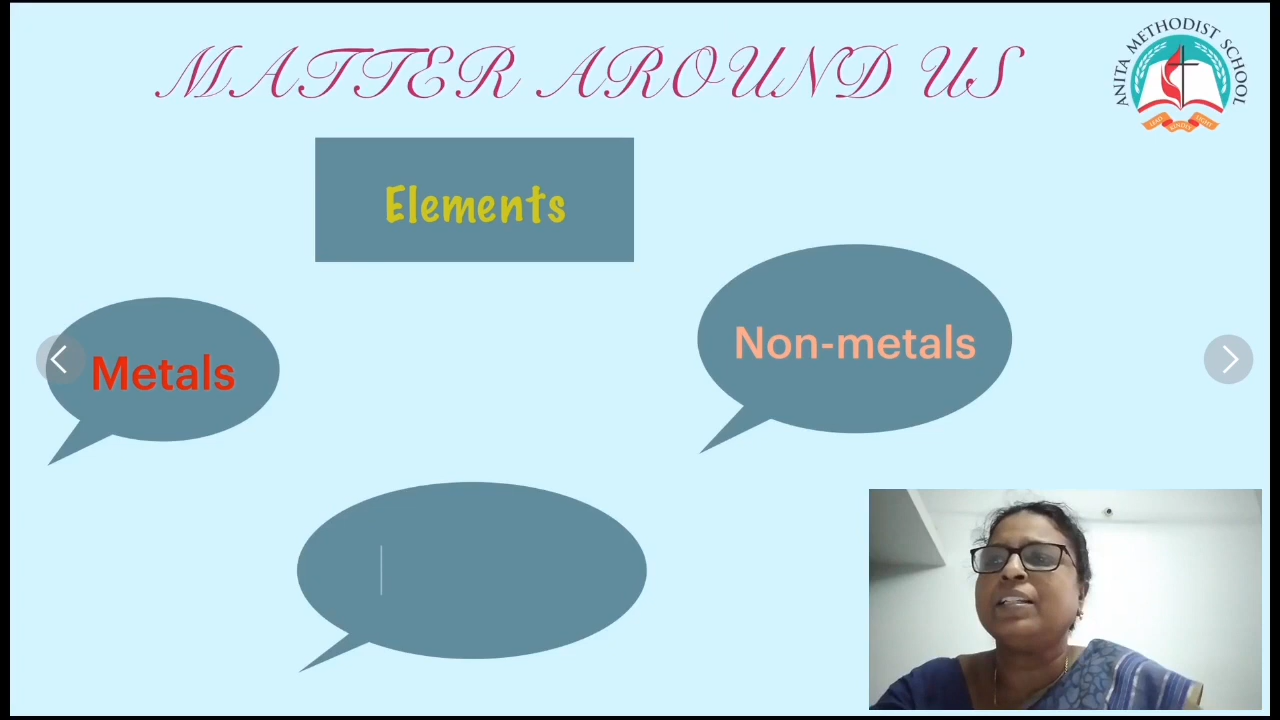 MATTER AROUND US
ANITA METHODIST SCHOOL
Elements
Non-metals
Metals